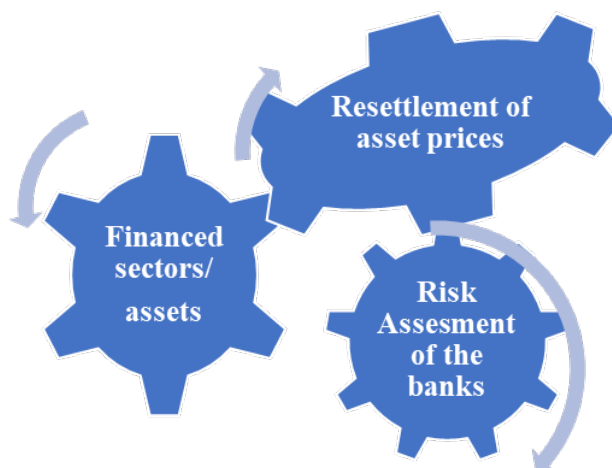 Resettlement of
asset prices
Financed
sectors/
assets
Risk
Assesment
of the
banks